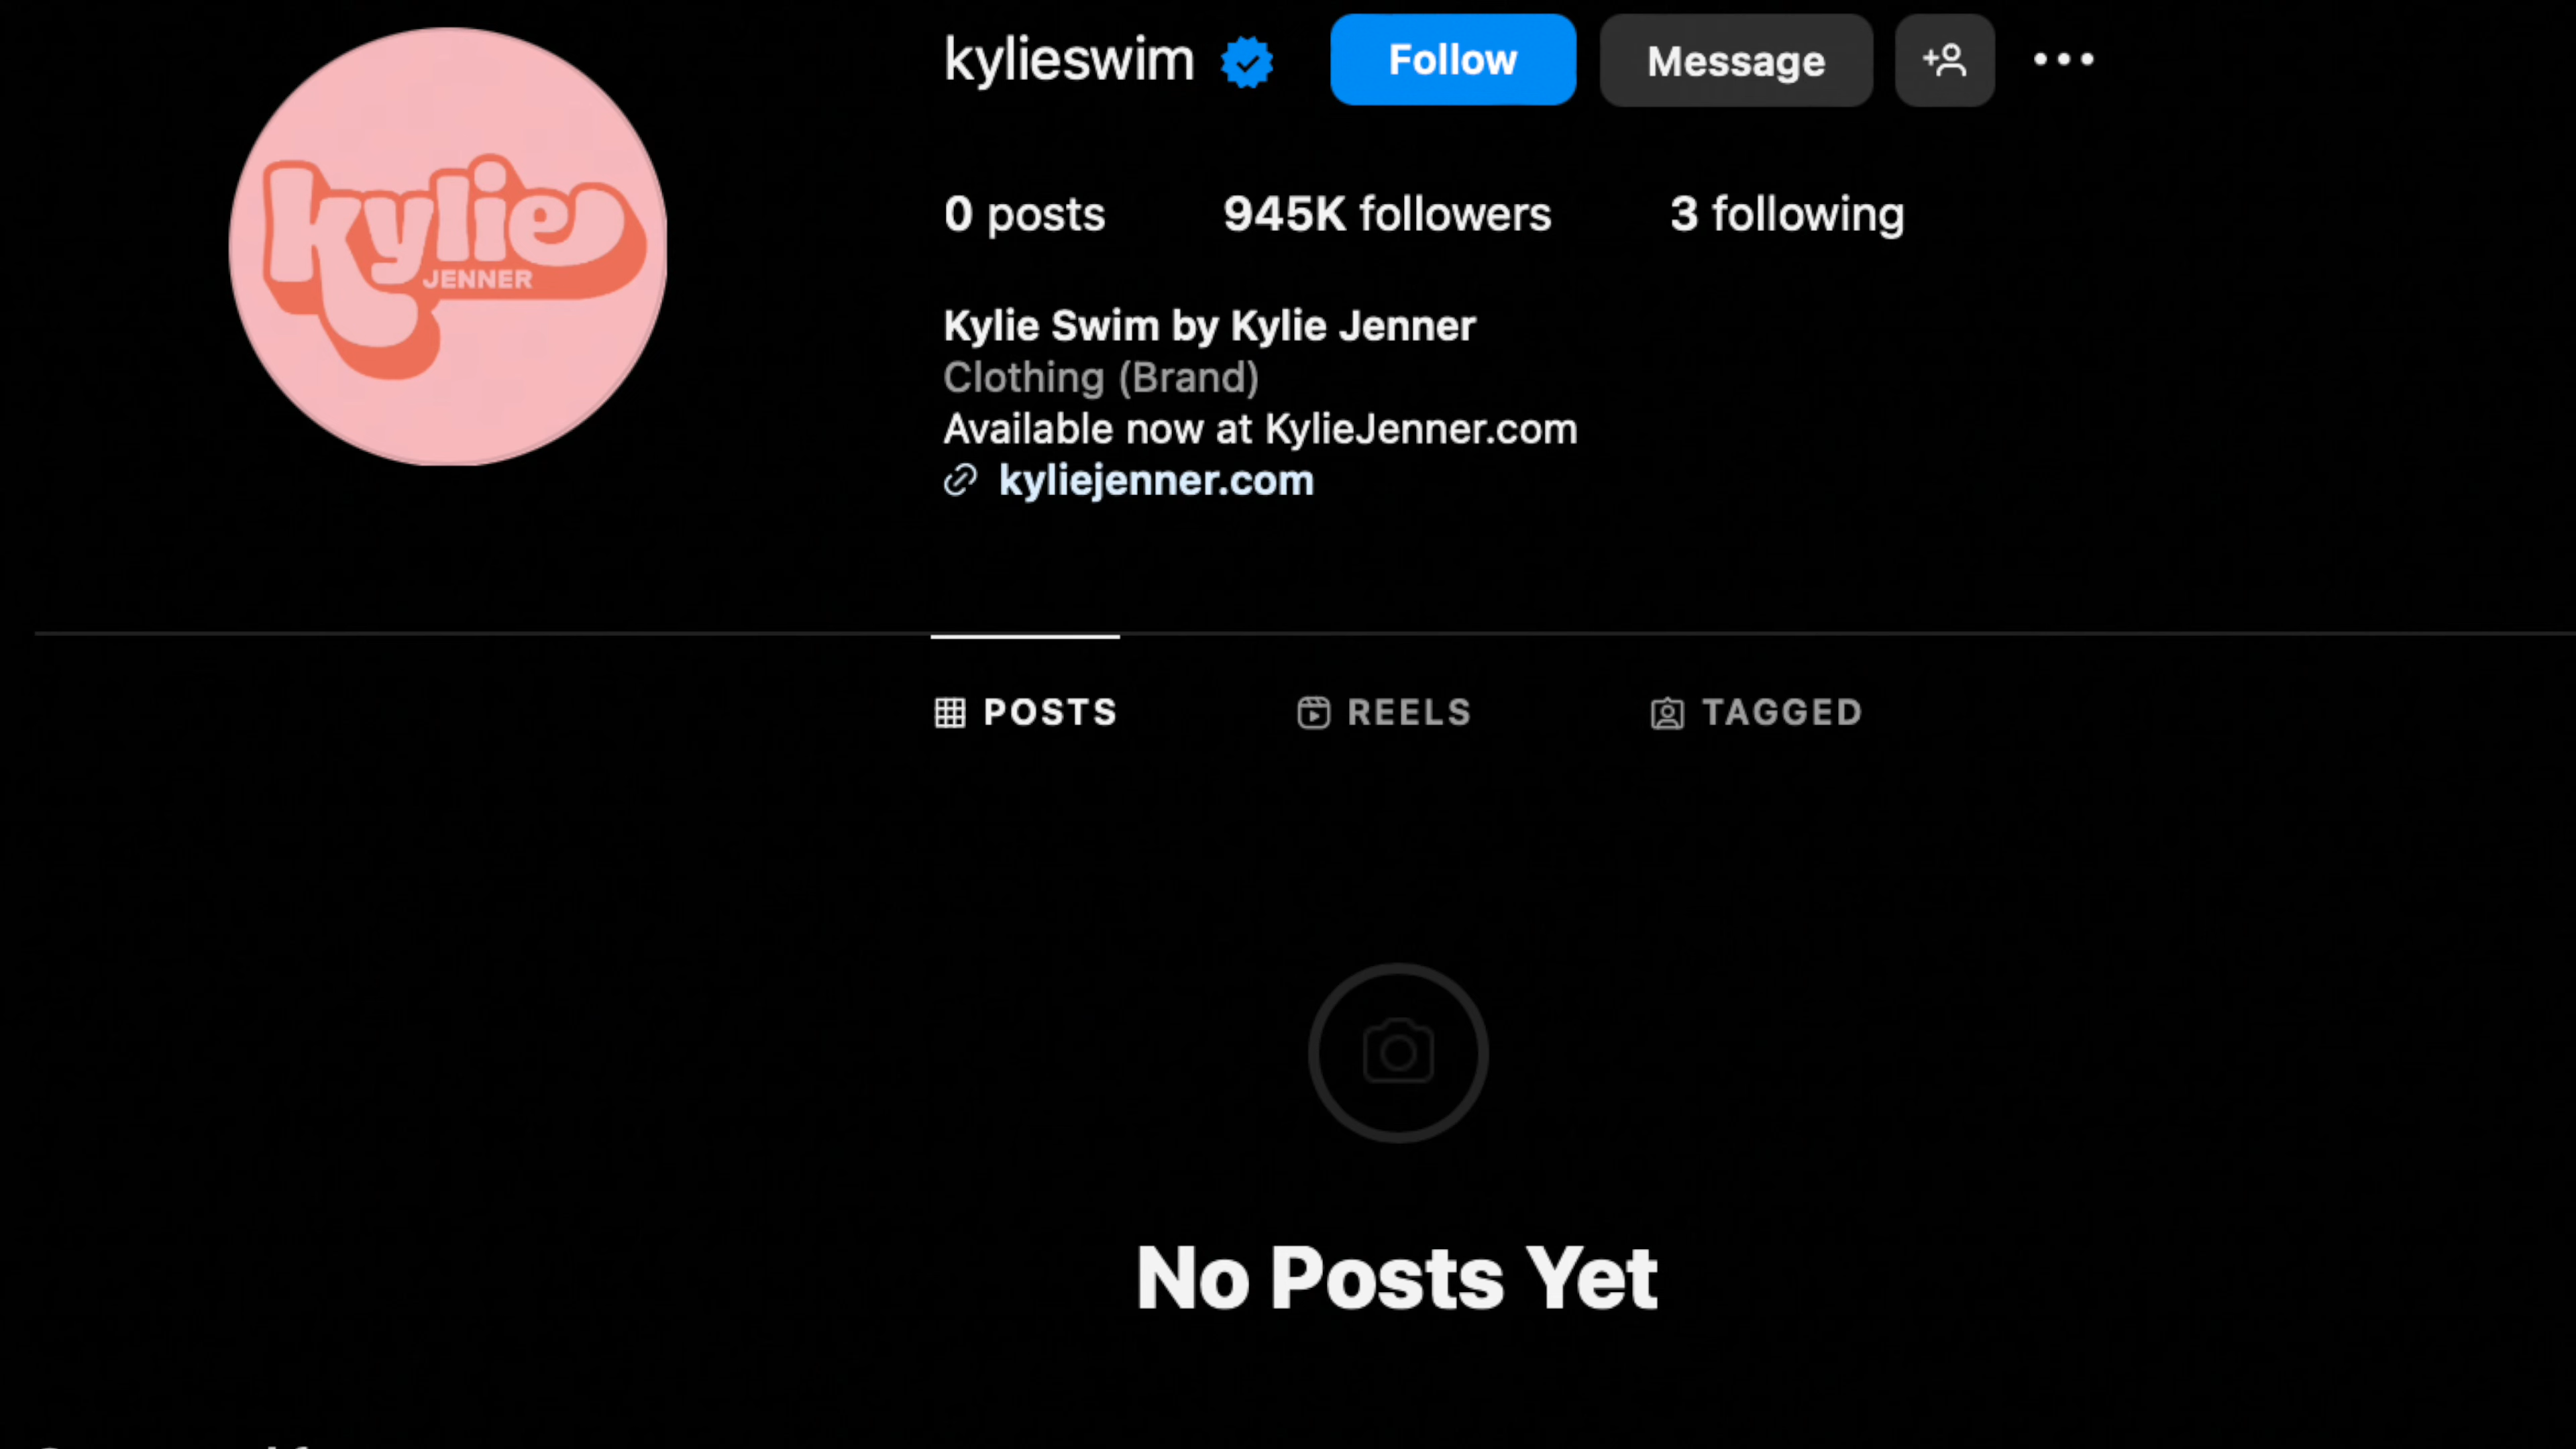 kylie
JENNER
kylieswim
Follow
Message
0 posts
945K followers
3 following
Kylie Swim by Kylie Jenner
Clothing (Brand)
Available now at KylieJenner.com
kyliejenner.com
POSTS
REELS
TAGGED
No Posts Yet